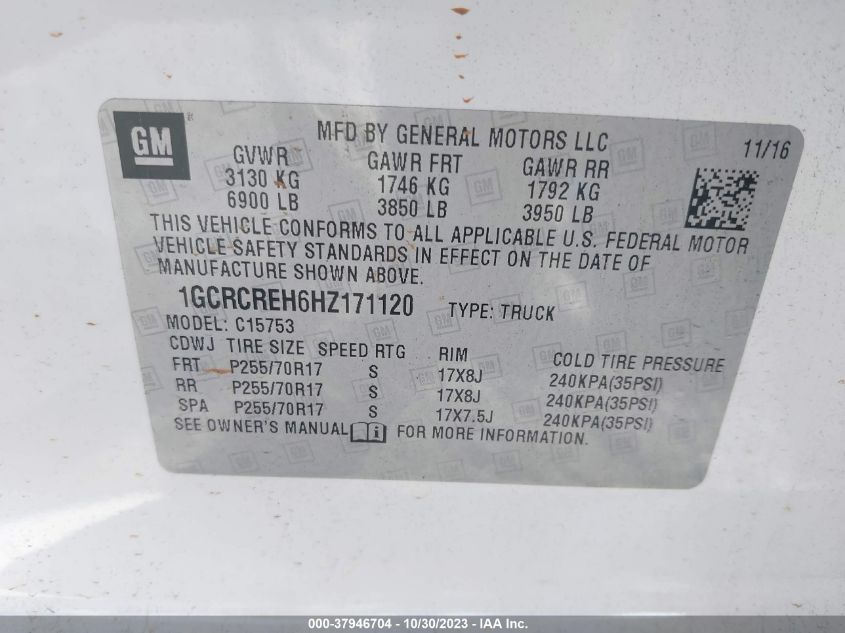 GM
MFD BY GENERAL MOTORS LLC
11/16
GVWR GAWR FRT GAWR RR
3130 KG 1746 KG 1792 KG
6900 LB 3850 LB 3950 LB
THIS VEHICLE CONFORMS TO ALL APPLICABLE U.S. FEDERAL MOTOR
VEHICLE SAFETY STANDARDS IN EFFECT ON THE DATE OF
MANUFACTURE SHOWN ABOVE.
1GCRCREH6HZ171120 TYPE: TRUCK
MODEL: C15753
CDWJ TIRE SIZE SPEED RTG RIM COLD TIRE PRESSURE
FRT P255/70R17 S 17X8J 240KPA(35PSI)
RR P255/70R17 S 17X8J 240KPA(35PSI)
SPA P255/70R17 S 17X7.5J 240KPA(35PSI)
SEE OWNER'S MANUAL FOR MORE INFORMATION.
000-37946704 - 10/30/2023 - IAA Inc.